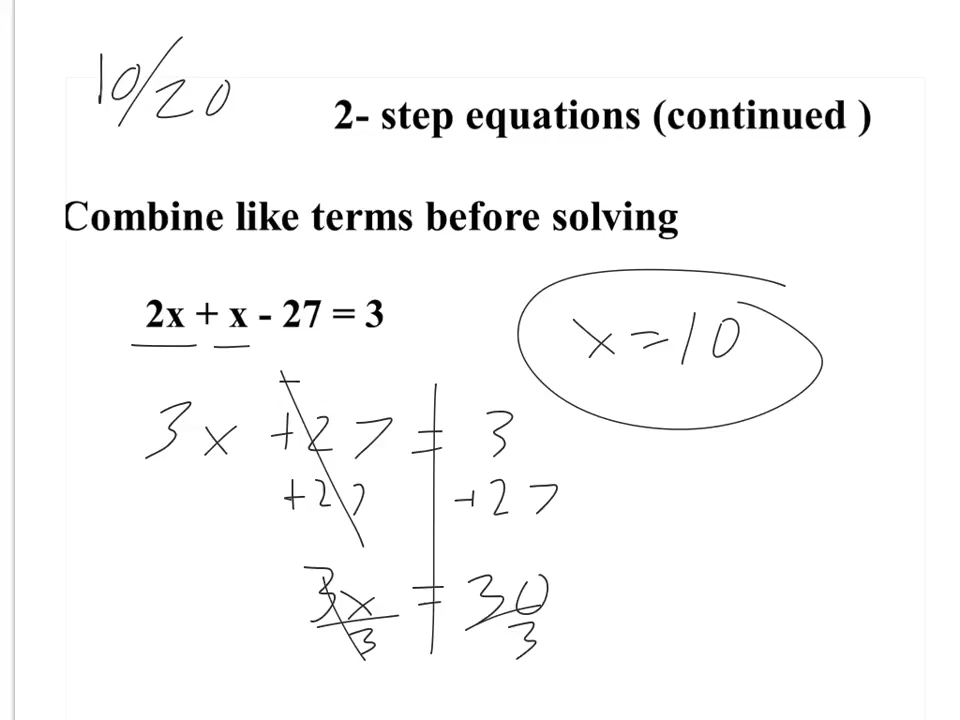 10/20
2- step equations (continued )
Combine like terms before solving
2x + x - 27 = 3
x=10
3x +27 = 3
+27 +27
3x = 30
3 3